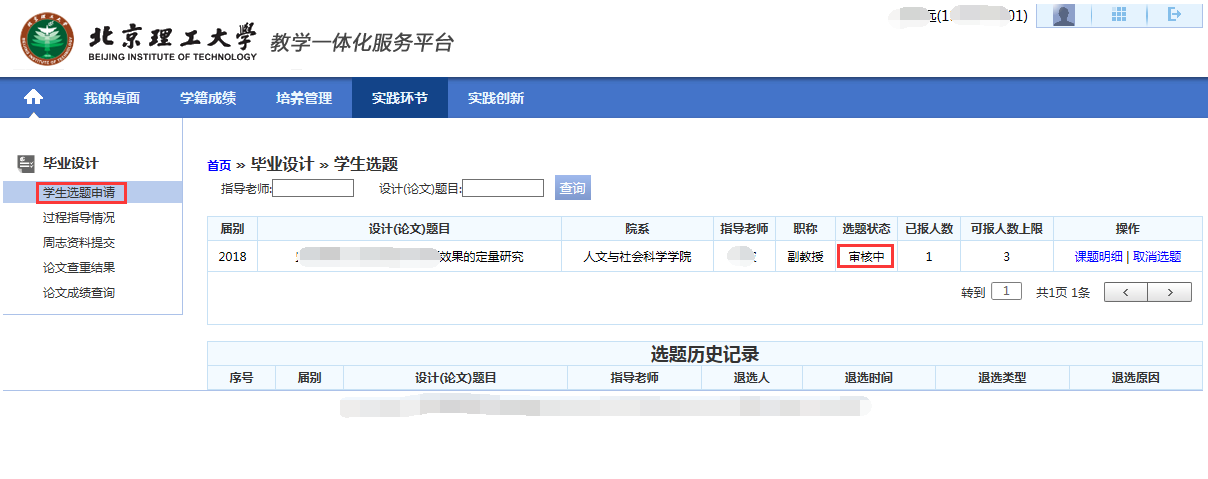 远(1 01)
北京理工大学 教学一体化服务平台
BEIJING INSTITUTE OF TECHNOLOGY
我的桌面 学籍成绩 培养管理 实践环节 实践创新
毕业设计
学生选题申请
过程指导情况
周志资料提交
论文查重结果
论文成绩查询
首页 » 毕业设计 » 学生选题
指导老师: 设计(论文)题目: 查询
届别 设计(论文)题目 院系 指导老师 职称 选题状态 已报人数 可报人数上限 操作
2018 效果的定量研究 人文与社会科学学院 副教授 审核中 1 3 课题明细 | 取消选题
转到 1 共1页 1条 < >
选题历史记录
序号 届别 设计(论文)题目 指导老师 退选人 退选时间 退选类型 退选原因